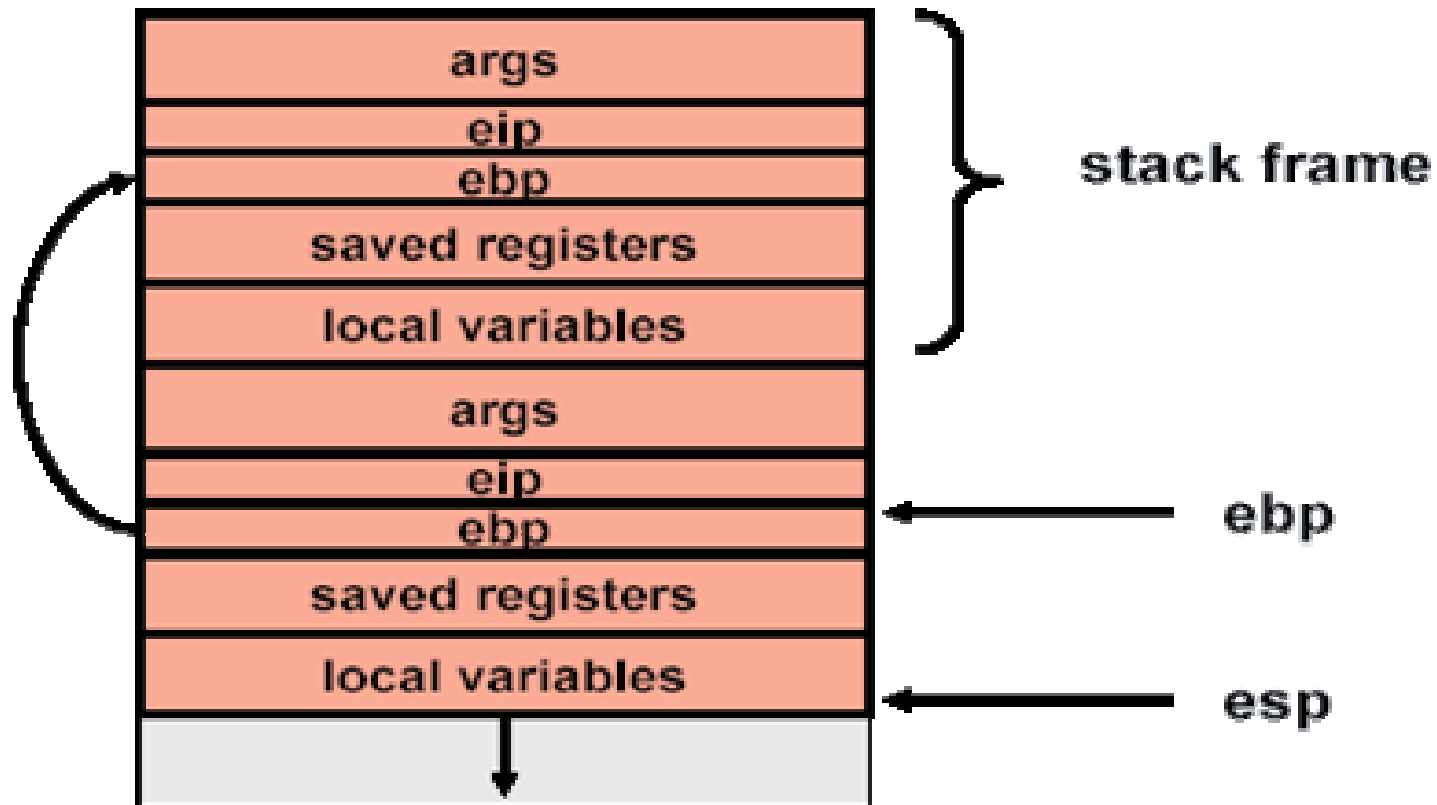 args
eip
ebp
saved registers
local variables
args
eip
ebp
saved registers
local variables
stack frame
ebp
esp